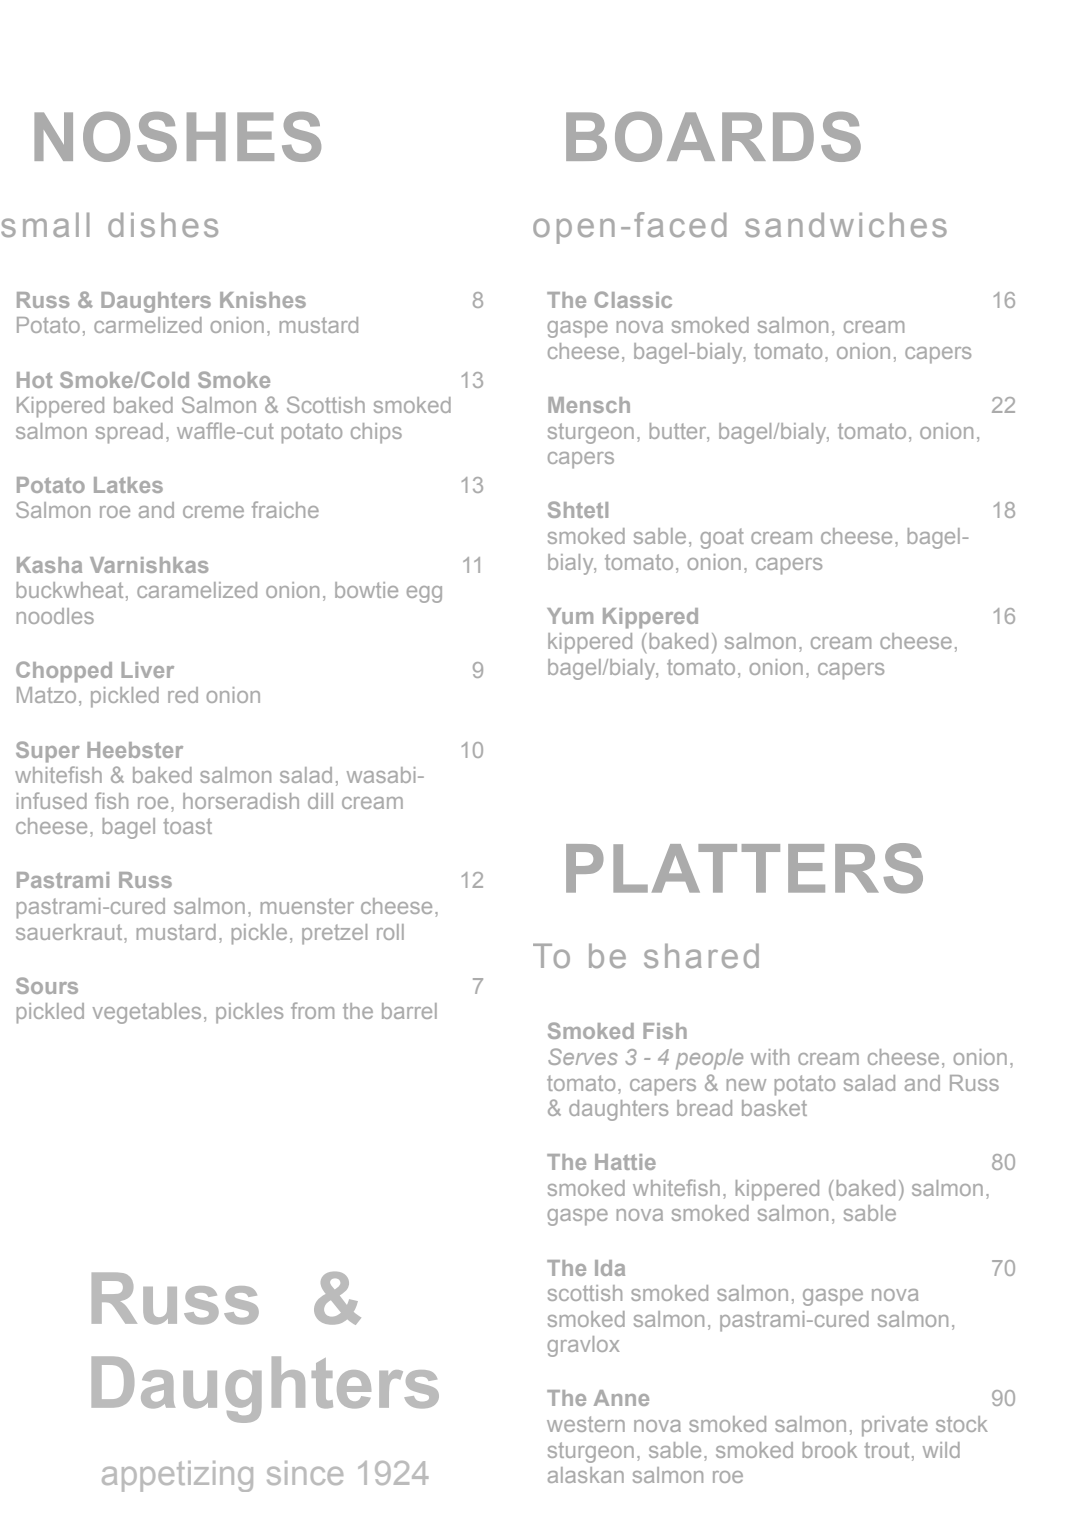 NOSHES
small dishes
Russ & Daughters Knishes 8
Potato, carmelized onion, mustard
Hot Smoke/Cold Smoke 13
Kippered baked Salmon & Scottish smoked
salmon spread, waffle-cut potato chips
Potato Latkes 13
Salmon roe and creme fraiche
Kasha Varnishkas 11
buckwheat, caramelized onion, bowtie egg
noodles
Chopped Liver 9
Matzo, pickled red onion
Super Heebster 10
whitefish & baked salmon salad, wasabi-
infused fish roe, horseradish dill cream
cheese, bagel toast
Pastrami Russ 12
pastrami-cured salmon, muenster cheese,
sauerkraut, mustard, pickle, pretzel roll
Sours 7
pickled vegetables, pickles from the barrel
Russ &
Daughters
appetizing since 1924
BOARDS
open-faced sandwiches
The Classic 16
gaspe nova smoked salmon, cream
cheese, bagel-bialy, tomato, onion, capers
Mensch 22
sturgeon, butter, bagel/bialy, tomato, onion,
capers
Shtetl 18
smoked sable, goat cream cheese, bagel-
bialy, tomato, onion, capers
Yum Kippered 16
kippered (baked) salmon, cream cheese,
bagel/bialy, tomato, onion, capers
PLATTERS
To be shared
Smoked Fish
Serves 3 - 4 people with cream cheese, onion,
tomato, capers & new potato salad and Russ
& daughters bread basket
The Hattie 80
smoked whitefish, kippered (baked) salmon,
gaspe nova smoked salmon, sable
The Ida 70
scottish smoked salmon, gaspe nova
smoked salmon, pastrami-cured salmon,
gravlox
The Anne 90
western nova smoked salmon, private stock
sturgeon, sable, smoked brook trout, wild
alaskan salmon roe